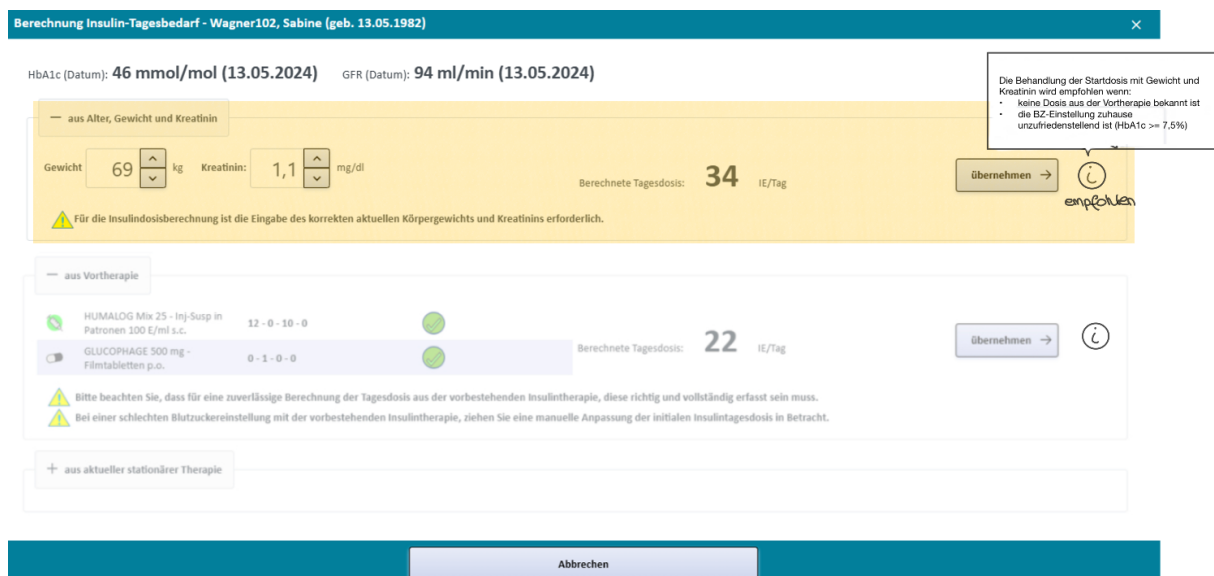 Berechnung Insulin-Tagesbedarf - Wagner102, Sabine (geb. 13.05.1982)
HbA1c (Datum): 46 mmol/mol (13.05.2024) GFR (Datum): 94 ml/min (13.05.2024)
Die Behandlung der Startdosis mit Gewicht und
Kreatinin wird empfohlen wenn:
• keine Dosis aus der Vortherapie bekannt ist
• die BZ-Einstellung zuhause
unzufriedenstellend ist (HbA1c >= 7,5%)
— aus Alter, Gewicht und Kreatinin
Gewicht 69 kg Kreatinin: 1,1 mg/dl
Berechnete Tagesdosis: 34 IE/Tag
übernehmen →
i
empfohlen
Für die Insulindosisberechnung ist die Eingabe des korrekten aktuellen Körpergewichts und Kreatinins erforderlich.
— aus Vortherapie
HUMALOG Mix 25 - Inj-Susp in
Patronen 100 E/ml s.c.
12 - 0 - 10 - 0
GLUCOPHAGE 500 mg -
Filmtabletten p.o.
0 - 1 - 0 - 0
Berechnete Tagesdosis: 22 IE/Tag
übernehmen →
i
Bitte beachten Sie, dass für eine zuverlässige Berechnung der Tagesdosis aus der vorbestehenden Insulintherapie, diese richtig und vollständig erfasst sein muss.
Bei einer schlechten Blutzuckereinstellung mit der vorbestehenden Insulintherapie, ziehen Sie eine manuelle Anpassung der initialen Insulintagesdosis in Betracht.
+ aus aktueller stationärer Therapie
Abbrechen